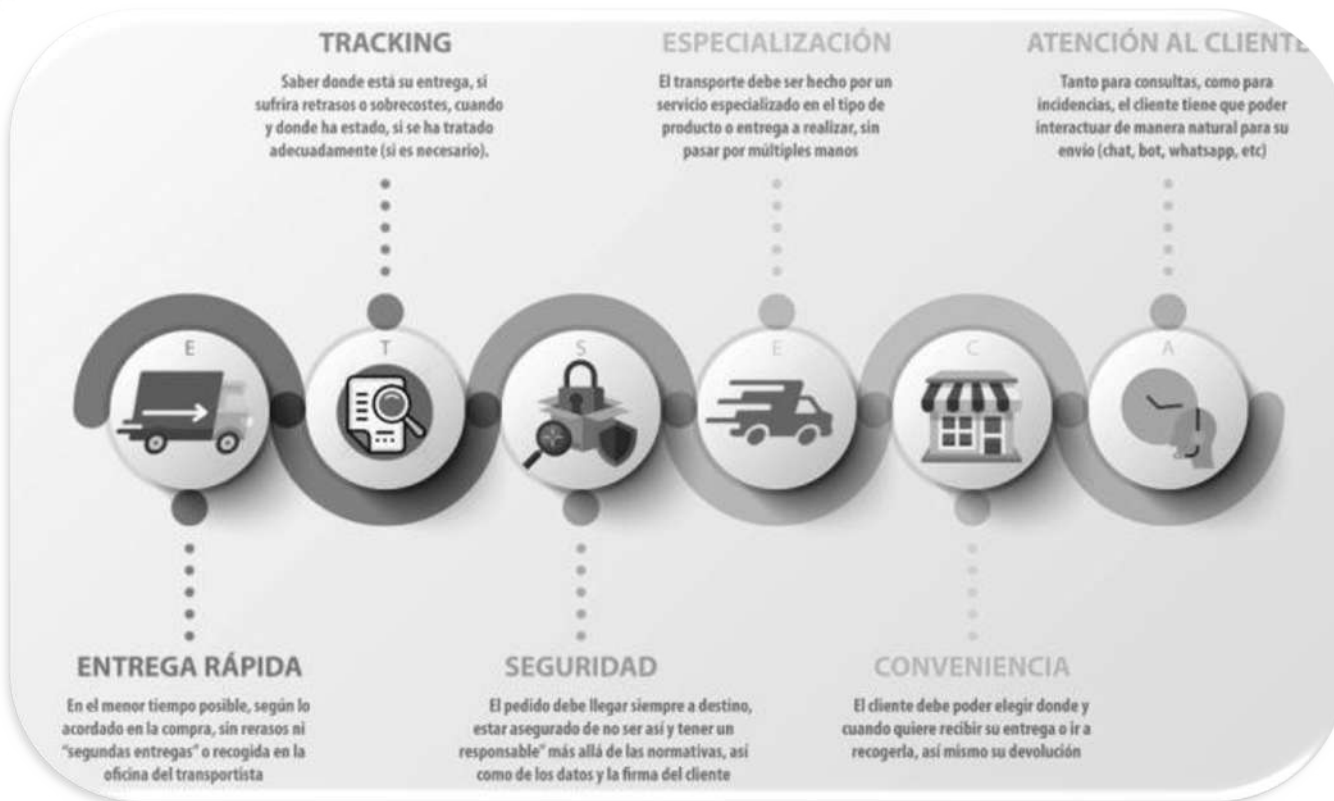 TRACKING
Saber donde está su entrega, si
sufrira retrasos o sobrecostes, cuando
y donde ha estado, si se ha tratado
adecuadamente (si es necesario).
ESPECIALIZACIÓN
El transporte debe ser hecho por un
servicio especializado en el tipo de
producto o entrega a realizar, sin
pasar por múltiples manos
ATENCIÓN AL CLIENTE
Tanto para consultas, como para
incidencias, el cliente tiene que poder
interactuar de manera natural para su
envío (chat, bot, whatsapp, etc)
E
T
S
E
C
A
ENTREGA RÁPIDA
En el menor tiempo posible, según lo
acordado en la compra, sin rerasos ni
"segundas entregas" o recogida en la
oficina del transportista
SEGURIDAD
El pedido debe llegar siempre a destino,
estar asegurado de no ser así y tener un
responsable" más allá de las normativas, así
como de los datos y la firma del cliente
CONVENIENCIA
El cliente debe poder elegir donde y
cuando quiere recibir su entrega o ir a
recogerla, así mismo su devolución